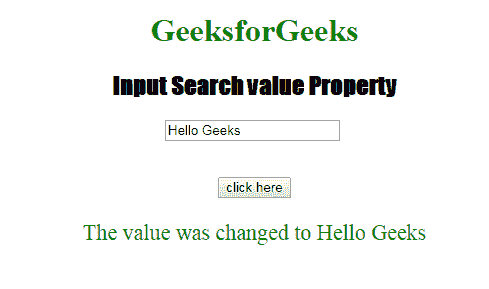 GeeksforGeeks
Input Search value Property
Hello Geeks
click here
The value was changed to Hello Geeks